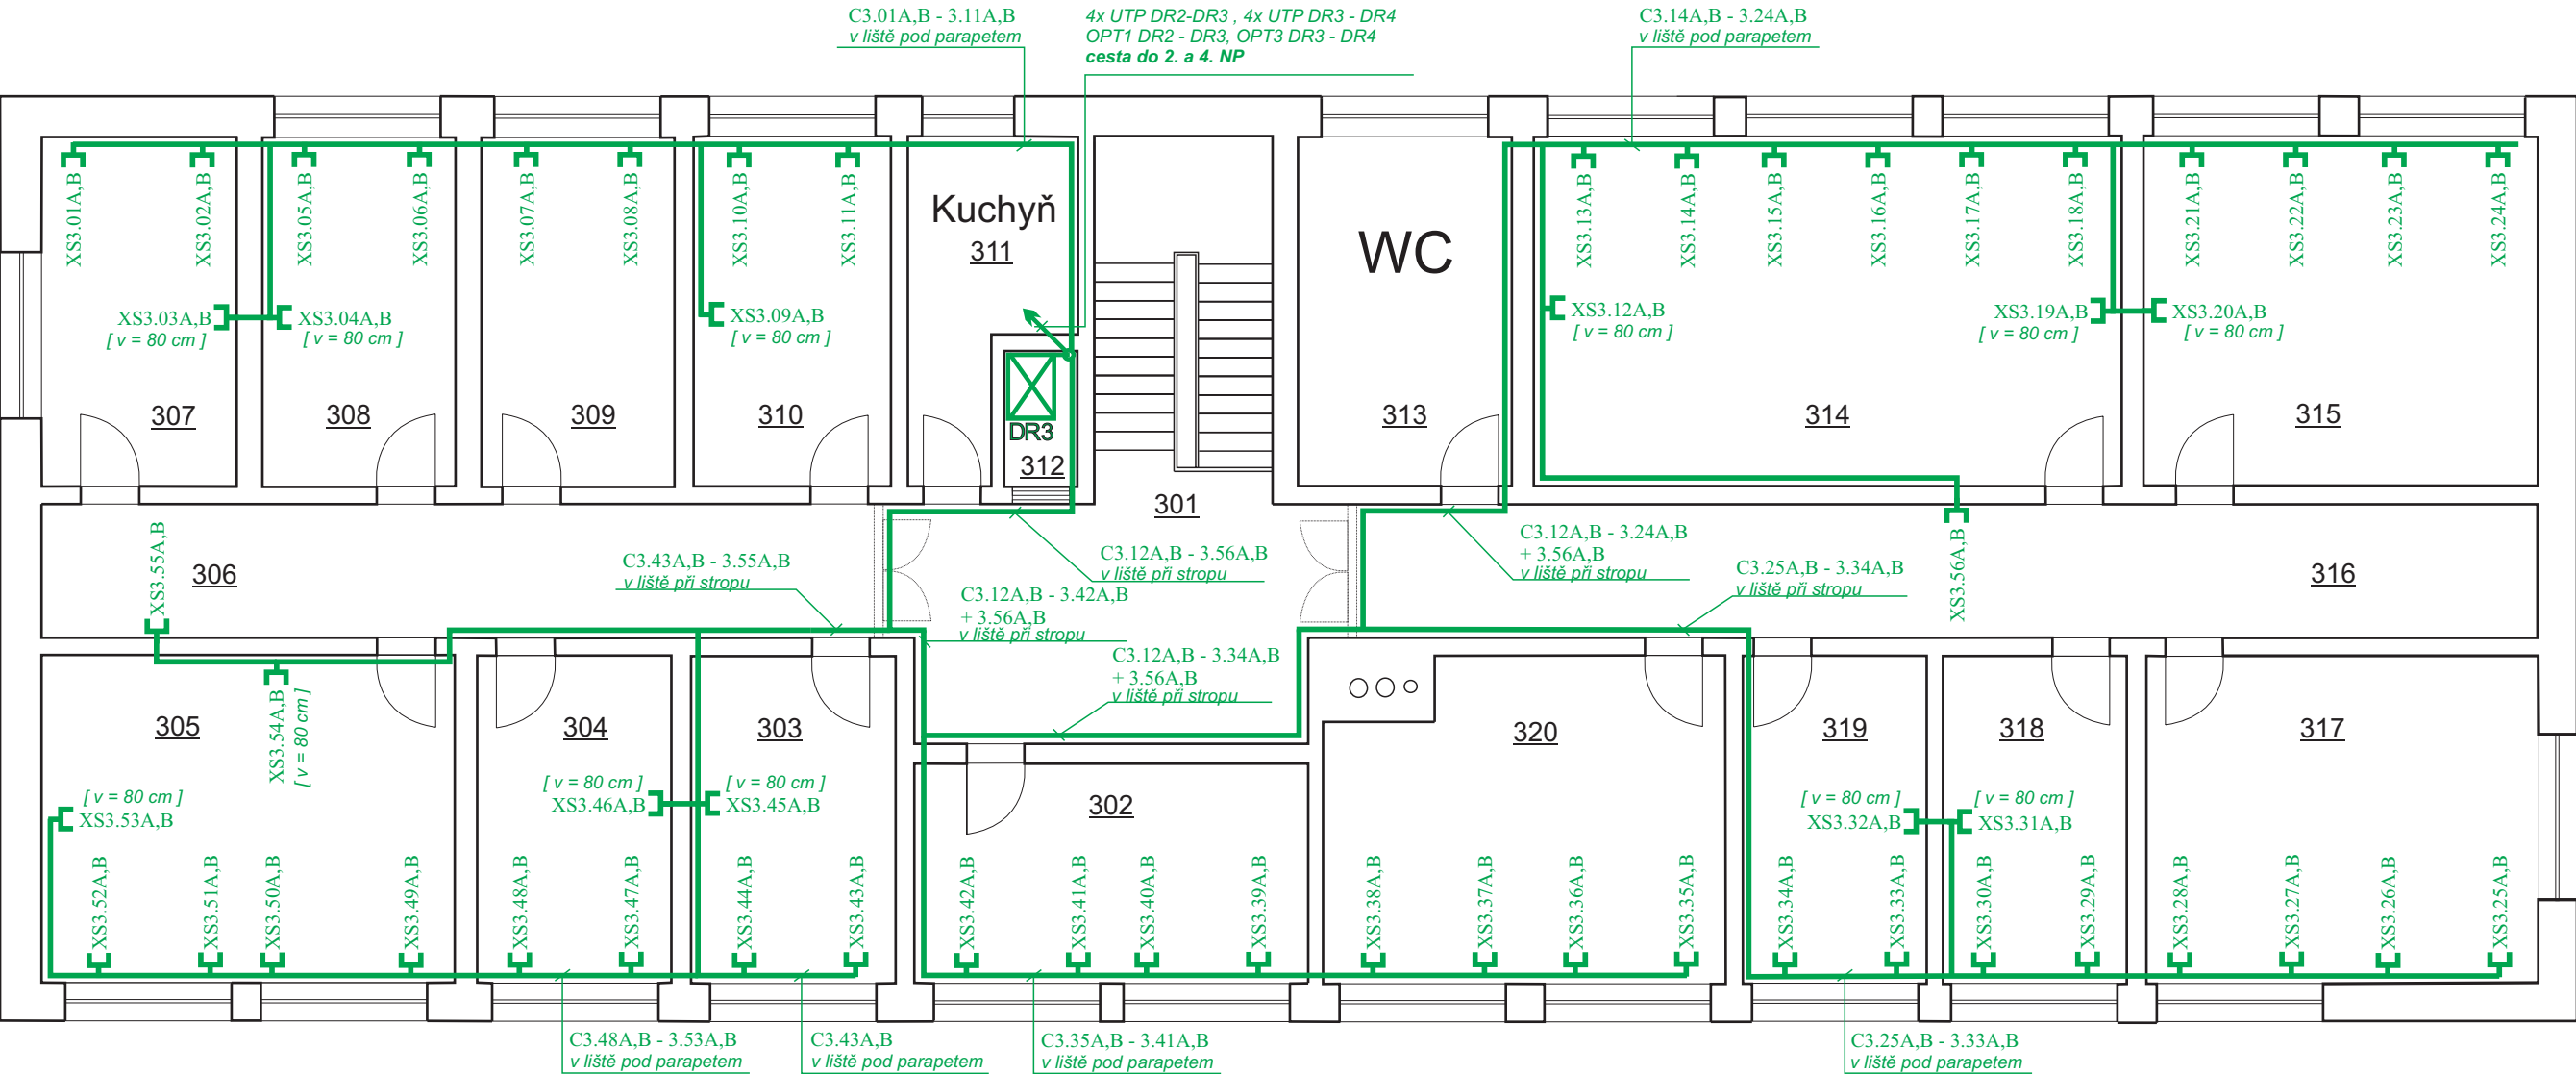 C3.01A,B - 3.11A,B
v liště pod parapetem
4x UTP DR2-DR3 , 4x UTP DR3 - DR4
OPT1 DR2 - DR3, OPT3 DR3 - DR4
cesta do 2. a 4. NP
C3.14A,B - 3.24A,B
v liště pod parapetem
XS3.01A,B
XS3.02A,B
XS3.05A,B
XS3.06A,B
XS3.07A,B
XS3.08A,B
XS3.10A,B
XS3.11A,B
Kuchyň
311
WC
XS3.13A,B
XS3.14A,B
XS3.15A,B
XS3.16A,B
XS3.17A,B
XS3.18A,B
XS3.21A,B
XS3.22A,B
XS3.23A,B
XS3.24A,B
XS3.03A,B
[ v = 80 cm ]
XS3.04A,B
[ v = 80 cm ]
XS3.09A,B
[ v = 80 cm ]
XS3.12A,B
[ v = 80 cm ]
XS3.19A,B
[ v = 80 cm ]
XS3.20A,B
[ v = 80 cm ]
307
308
309
310
DR3
312
313
314
315
301
XS3.55A,B
306
C3.43A,B - 3.55A,B
v liště při stropu
C3.12A,B - 3.56A,B
v liště při stropu
C3.12A,B - 3.42A,B
+ 3.56A,B
v liště při stropu
C3.12A,B - 3.34A,B
+ 3.56A,B
v liště při stropu
C3.12A,B - 3.24A,B
+ 3.56A,B
v liště při stropu
C3.25A,B - 3.34A,B
v liště při stropu
XS3.56A,B
316
305
XS3.54A,B
[ v = 80 cm]
304
303
302
320
319
318
317
[ v = 80 cm ]
XS3.53A,B
[ v = 80 cm ]
XS3.46A,B
[ v = 80 cm ]
XS3.45A,B
[ v = 80 cm ]
XS3.32A,B
[ v = 80 cm ]
XS3.31A,B
XS3.52A,B
XS3.51A,B
XS3.50A,B
XS3.49A,B
XS3.48A,B
XS3.47A,B
XS3.44A,B
XS3.43A,B
XS3.42A,B
XS3.41A,B
XS3.40A,B
XS3.39A,B
XS3.38A,B
XS3.37A,B
XS3.36A,B
XS3.35A,B
XS3.34A,B
XS3.33A,B
XS3.30A,B
XS3.29A,B
XS3.28A,B
XS3.27A,B
XS3.26A,B
XS3.25A,B
C3.48A,B - 3.53A,B
v liště pod parapetem
C3.43A,B
v liště pod parapetem
C3.35A,B - 3.41A,B
v liště pod parapetem
C3.25A,B - 3.33A,B
v liště pod parapetem